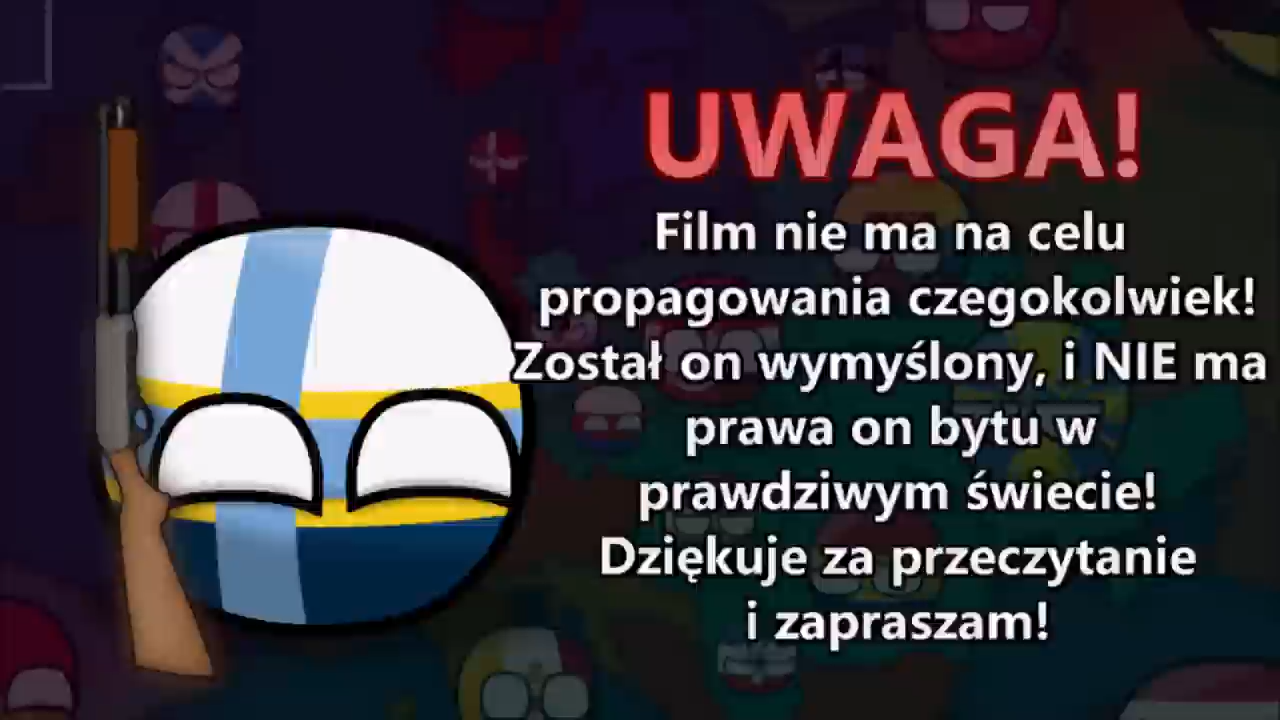 UWAGA!
Film nie ma na celu
propagowania czegokolwiek!
Został on wymyślony, i NIE ma
prawa on bytu w
prawdziwym świecie!
Dziękuje za przeczytanie
i zapraszam!